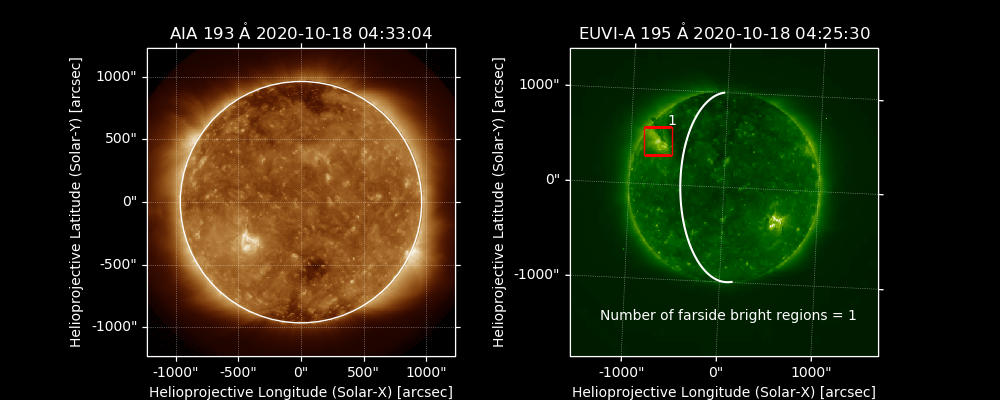 AIA 193 Å 2020-10-18 04:33:04
Helioprojective Latitude (Solar-Y) [arcsec]
1000"
500"
0"
-500"
-1000"
-1000"
-500"
0"
500"
1000"
Helioprojective Longitude (Solar-X) [arcsec]
EUVI-A 195 Å 2020-10-18 04:25:30
Helioprojective Latitude (Solar-Y) [arcsec]
1000"
0"
-1000"
1
Number of farside bright regions = 1
-1000"
0"
1000"
Helioprojective Longitude (Solar-X) [arcsec]